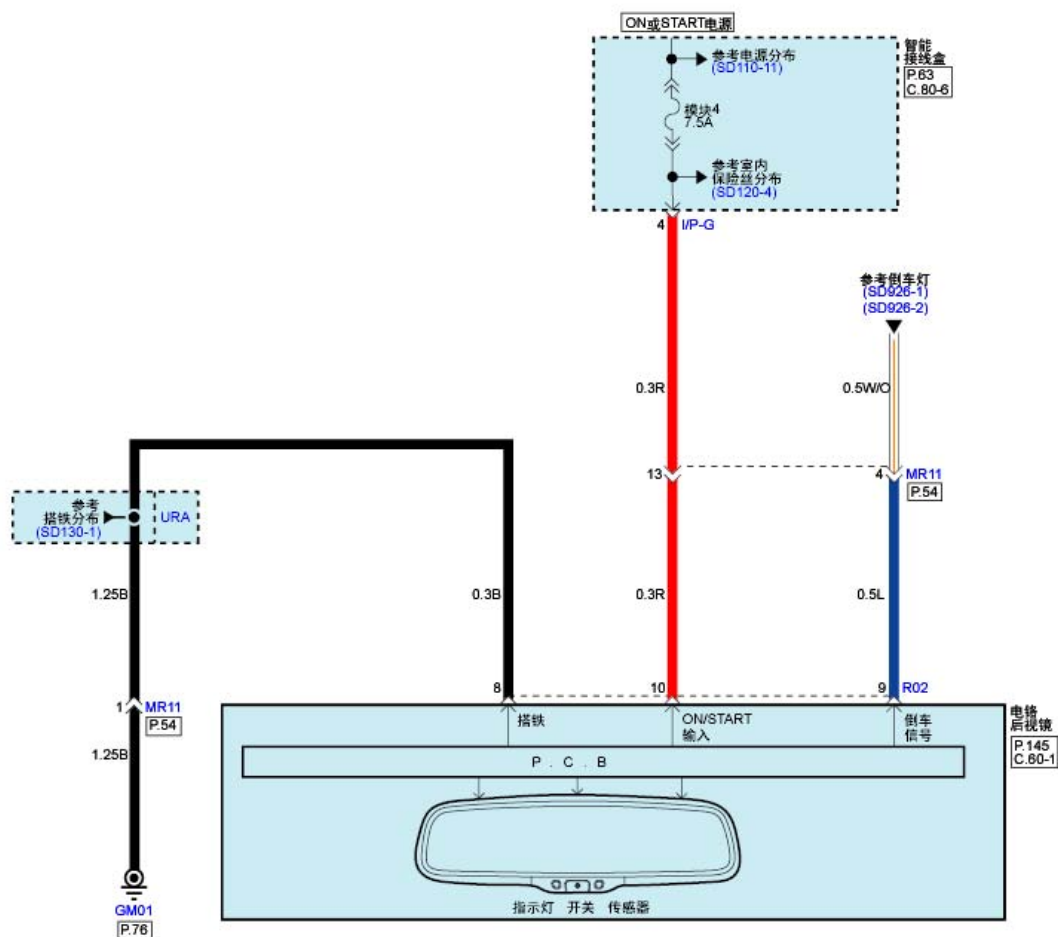 ON或START电源
智能
接线盒
P.63
C.80-6
参考电源分布
(SD110-11)
模块4
7.5A
参考室内
保险丝分布
(SD120-4)
4 I/P-G
参考倒车灯
(SD926-1)
(SD926-2)
0.3R
0.5W/O
13
4 MR11
P.54
参考
搭铁分布
(SD130-1)
URA
1.25B
0.3B
0.3R
0.5L
8
10
9 R02
1 MR11
P.54
搭铁
ON/START
输入
倒车
信号
电铬
后视镜
P.145
C.60-1
1.25B
P . C . B
指示灯 开关 传感器
GM01
P.76